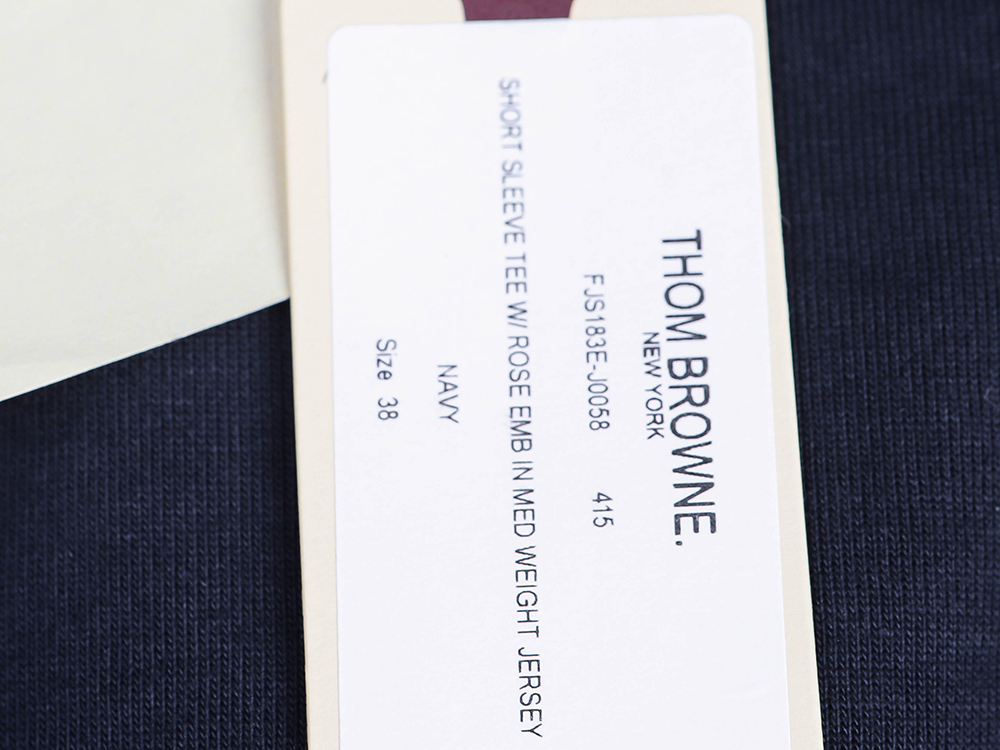 THOM BROWNE.
NEW YORK
FJS183E-J0058 415
SHORT SLEEVE TEE W/ ROSE EMB IN MED WEIGHT JERSEY
NAVY
Size 38